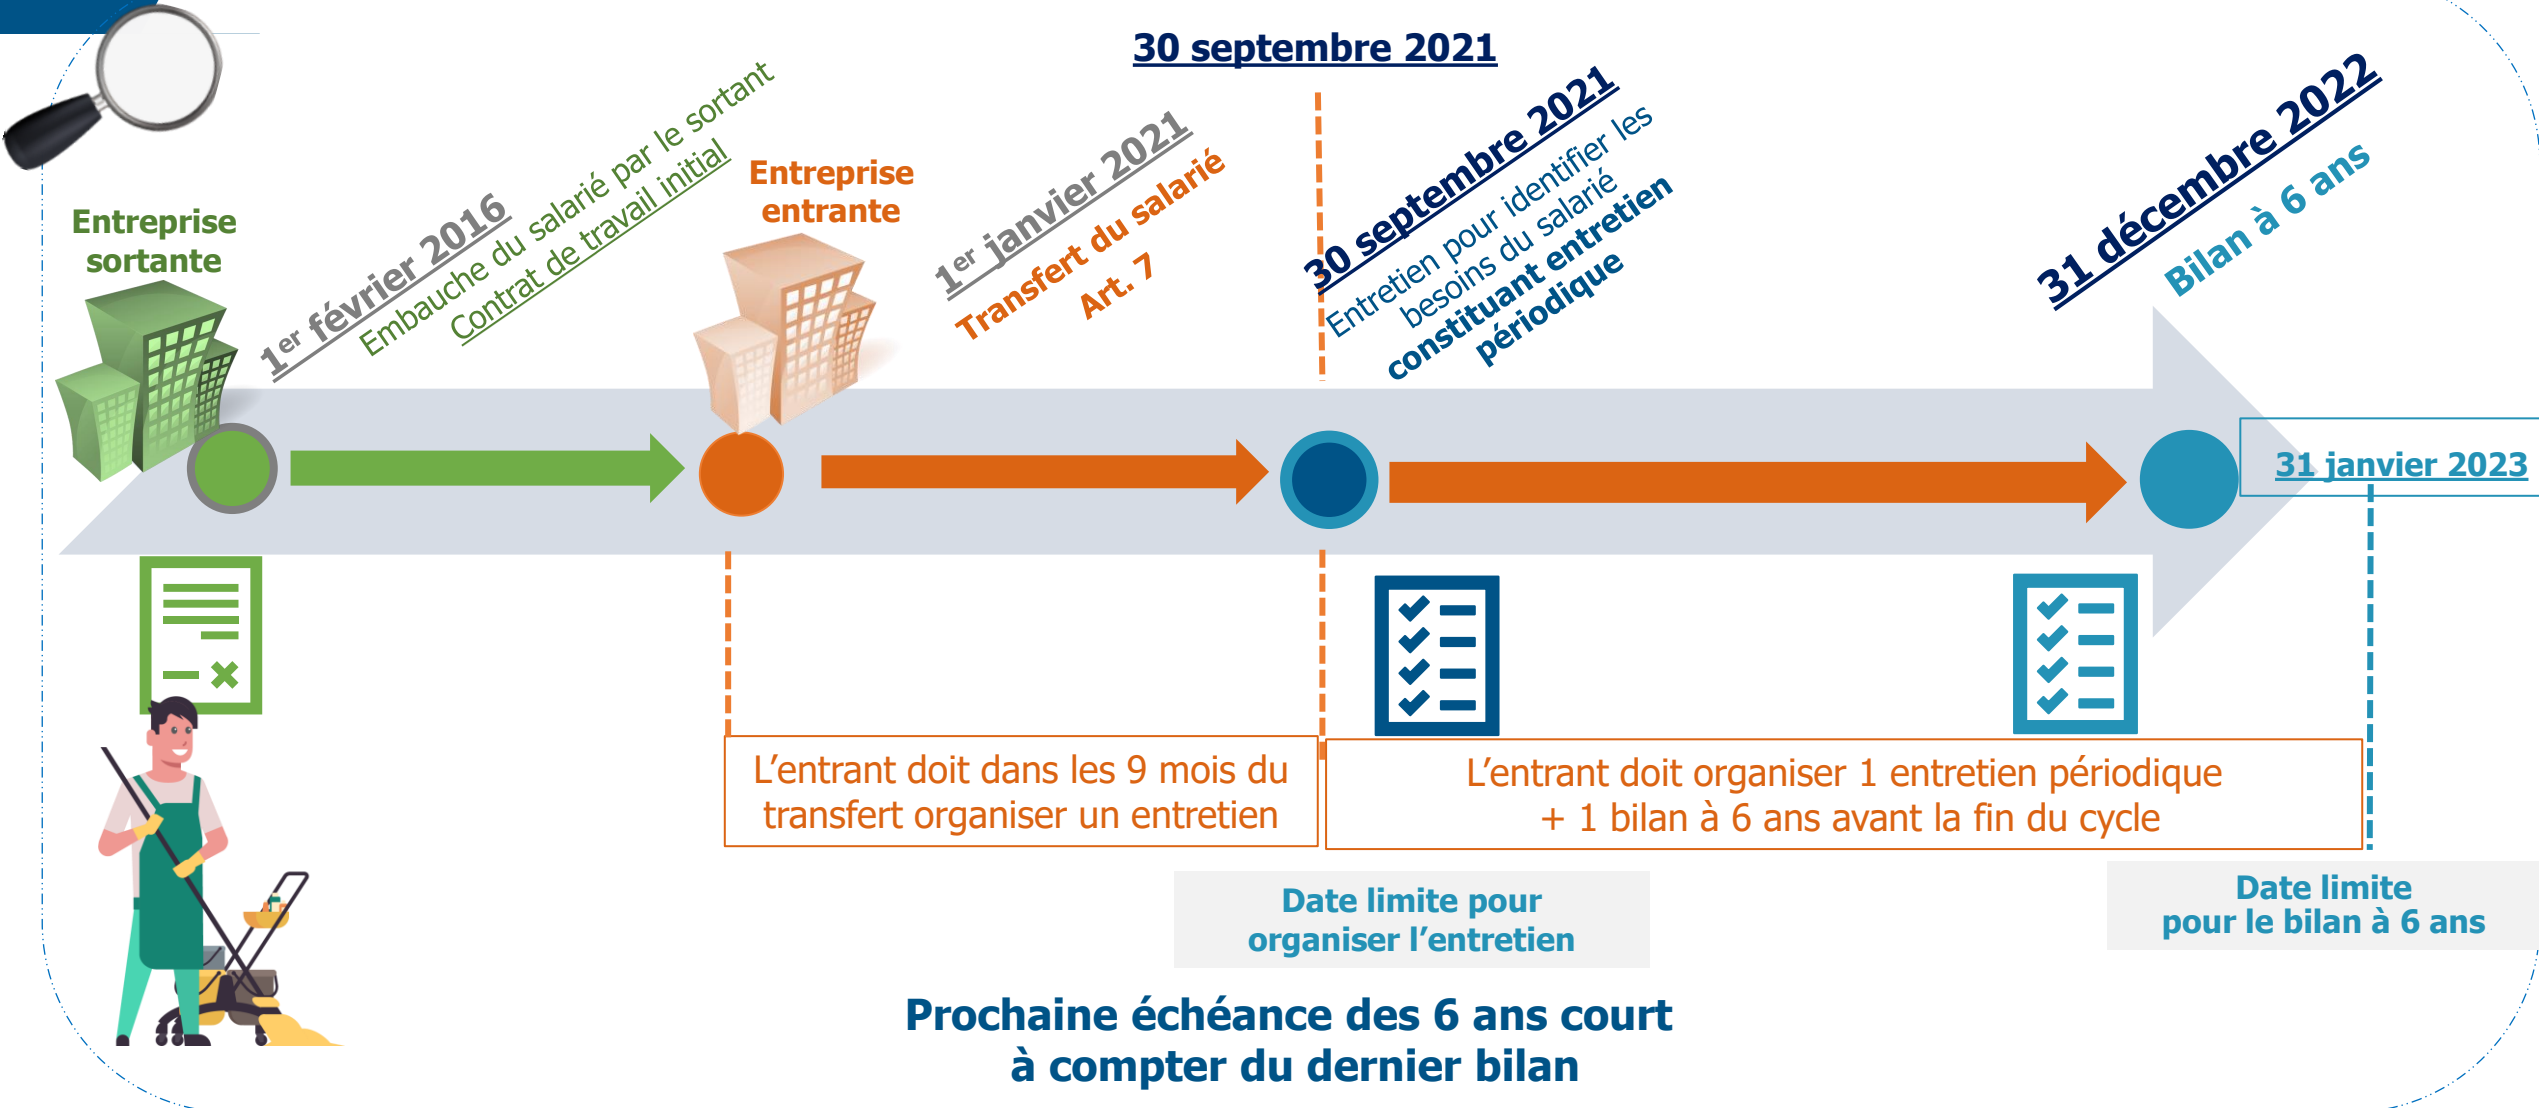 30 septembre 2021
Entreprise
sortante
1er février 2016
Embauche du salarié par le sortant
Contrat de travail initial
Entreprise
entrante
1er janvier 2021
Transfert du salarié
Art. 7
30 septembre 2021
Entretien pour identifier les
besoins du salarié
constituant entretien
périodique
31 décembre 2022
Bilan à 6 ans
31 janvier 2023
L’entrant doit dans les 9 mois du
transfert organiser un entretien
L’entrant doit organiser 1 entretien périodique
+ 1 bilan à 6 ans avant la fin du cycle
Date limite pour
organiser l’entretien
Date limite
pour le bilan à 6 ans
Prochaine échéance des 6 ans court
à compter du dernier bilan